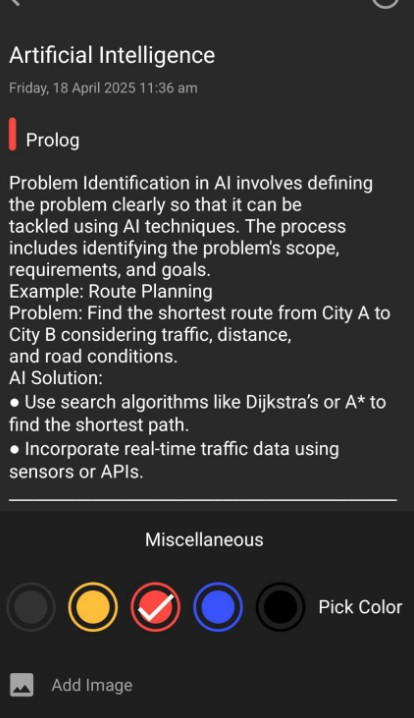 Artificial Intelligence
Friday, 18 April 2025 11:36 am
Prolog
Problem Identification in AI involves defining
the problem clearly so that it can be
tackled using AI techniques. The process
includes identifying the problem's scope,
requirements, and goals.
Example: Route Planning
Problem: Find the shortest route from City A to
City B considering traffic, distance,
and road conditions.
AI Solution:
● Use search algorithms like Dijkstra’s or A* to
find the shortest path.
● Incorporate real-time traffic data using
sensors or APIs.
Miscellaneous
Pick Color
Add Image